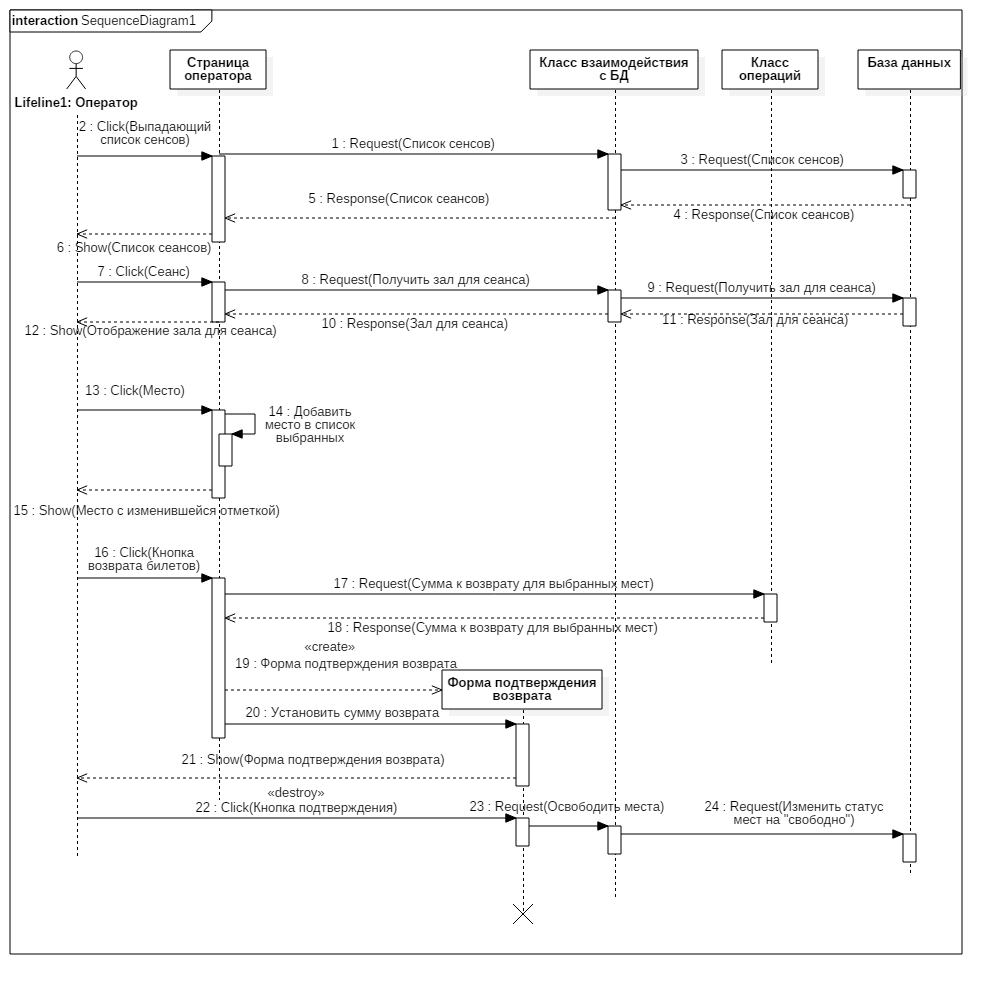 interaction SequenceDiagram1
Страница
оператора
Класс взаимодействия
с БД
Класс
операций
База данных
Lifeline1: Оператор
2 : Click(Выпадающий
список сенсов)
1 : Request(Список сенсов)
3 : Request(Список сенсов)
5 : Response(Список сеансов)
4 : Response(Список сеансов)
6 : Show(Список сеансов)
7 : Click(Сеанс)
8 : Request(Получить зал для сеанса)
9 : Request(Получить зал для сеанса)
12 : Show(Отображение зала для сеанса)
10 : Response(Зал для сеанса)
11 : Response(Зал для сеанса)
13 : Click(Место)
14 : Добавить
место в список
выбранных
15 : Show(Место с изменившейся отметкой)
16 : Click(Кнопка
возврата билетов)
17 : Request(Сумма к возврату для выбранных мест)
18 : Response(Сумма к возврату для выбранных мест)
«create»
19 : Форма подтверждения возврата
Форма подтверждения
возврата
20 : Установить сумму возврата
21 : Show(Форма подтверждения возврата)
«destroy»
22 : Click(Кнопка подтверждения)
23 : Request(Освободить места)
24 : Request(Изменить статус
мест на "свободно")